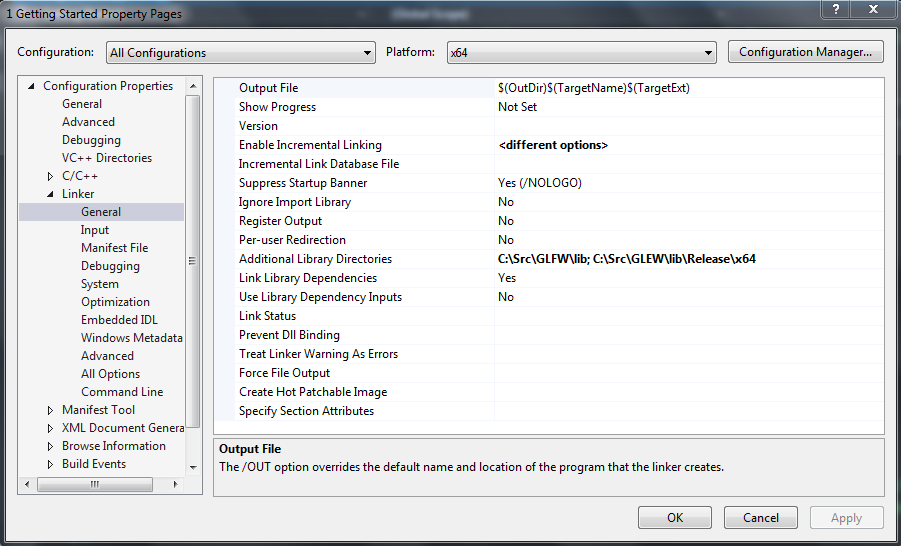 1 Getting Started Property Pages
Configuration: All Configurations Platform: x64 Configuration Manager...
Configuration Properties
General
Advanced
Debugging
VC++ Directories
C/C++
Linker
General
Input
Manifest File
Debugging
System
Optimization
Embedded IDL
Windows Metadata
Advanced
All Options
Command Line
Manifest Tool
XML Document Genera
Browse Information
Build Events
Output File $(OutDir)$(TargetName)$(TargetExt)
Show Progress Not Set
Version
Enable Incremental Linking <different options>
Incremental Link Database File
Suppress Startup Banner Yes (/NOLOGO)
Ignore Import Library No
Register Output No
Per-user Redirection No
Additional Library Directories C:\Src\GLFW\lib; C:\Src\GLEW\lib\Release\x64
Link Library Dependencies Yes
Use Library Dependency Inputs No
Link Status
Prevent Dll Binding
Treat Linker Warning As Errors
Force File Output
Create Hot Patchable Image
Specify Section Attributes
Output File
The /OUT option overrides the default name and location of the program that the linker creates.
OK Cancel Apply